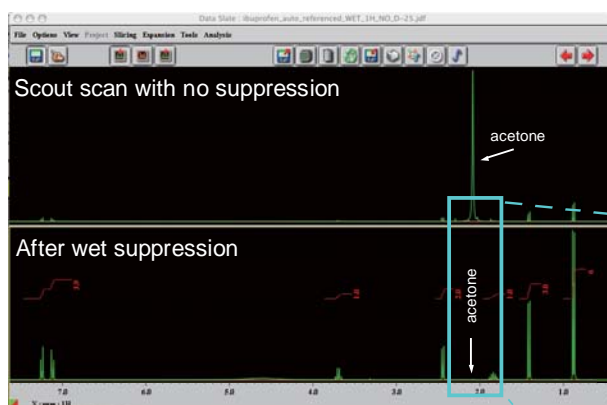 Data Slate : ibuprofen_auto_referenced_WET_1H_NO_D-25.jdf
File Options View Project Slicing Expansion Tools Analysis
Scout scan with no suppression
acetone
After wet suppression
acetone
7.0 6.0 5.0 4.0 3.0 2.0 1.0